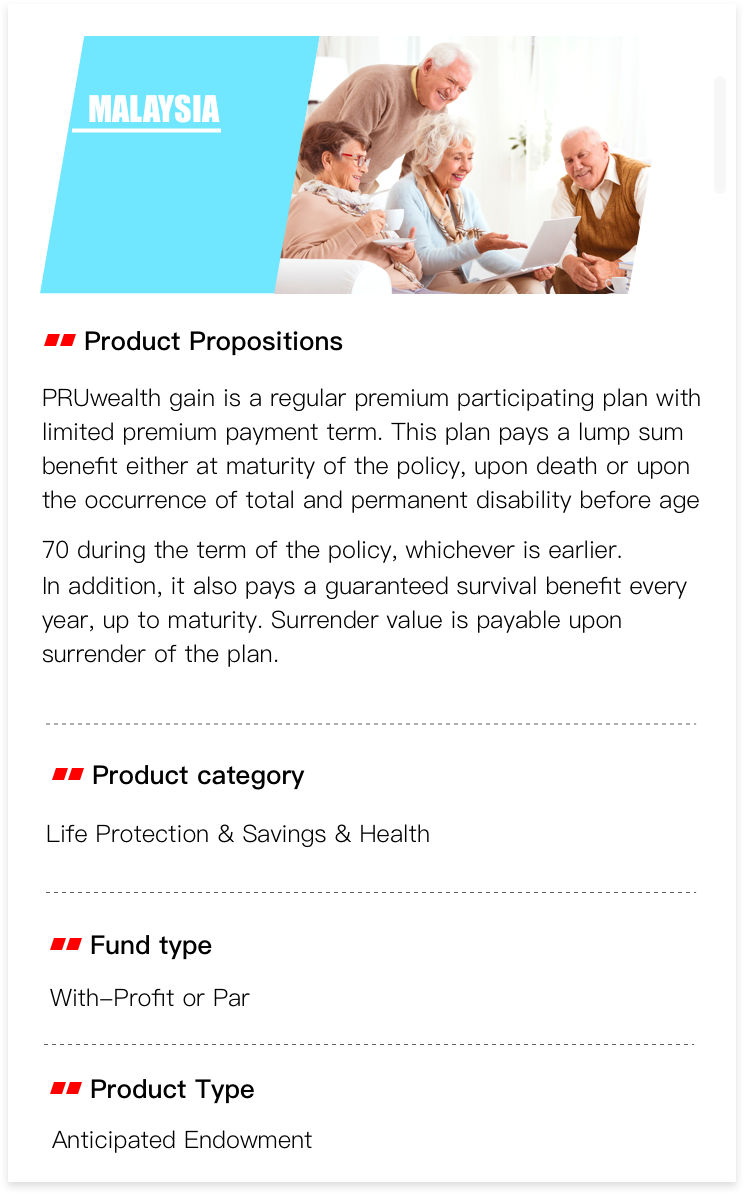 MALAYSIA
Product Propositions
PRUwealth gain is a regular premium participating plan with
limited premium payment term. This plan pays a lump sum
benefit either at maturity of the policy, upon death or upon
the occurrence of total and permanent disability before age
70 during the term of the policy, whichever is earlier.
In addition, it also pays a guaranteed survival benefit every
year, up to maturity. Surrender value is payable upon
surrender of the plan.
Product category
Life Protection & Savings & Health
Fund type
With–Profit or Par
Product Type
Anticipated Endowment